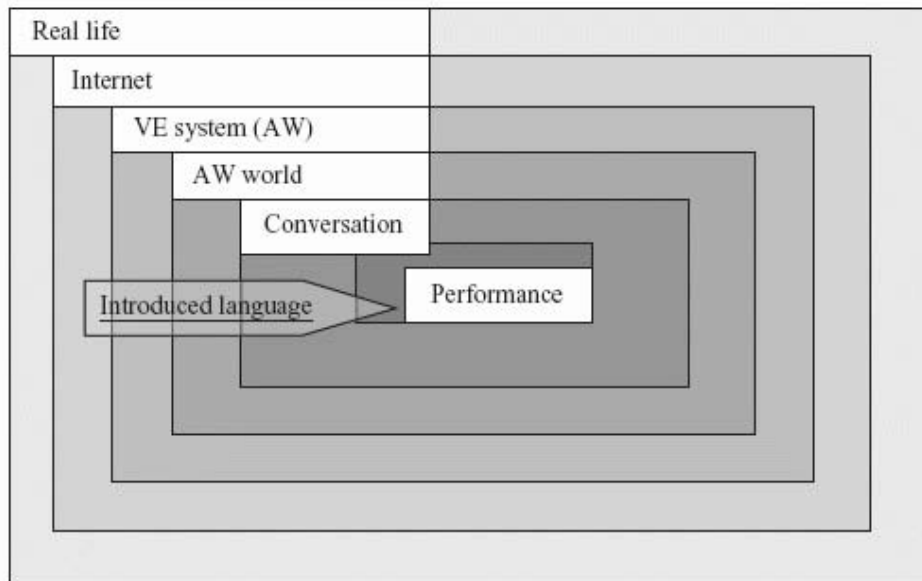 Real life
Internet
VE system (AW)
AW world
Conversation
Performance
Introduced language